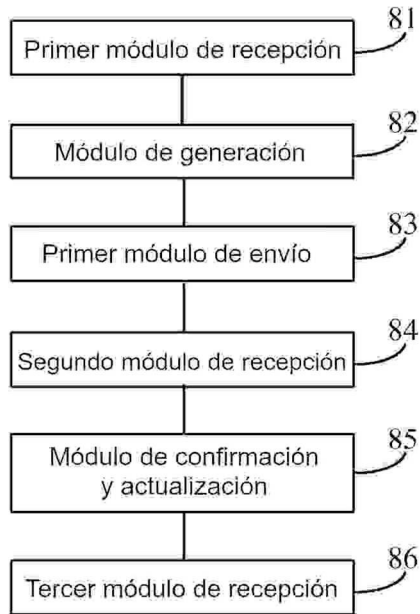 81
Primer módulo de recepción
82
Módulo de generación
83
Primer módulo de envío
84
Segundo módulo de recepción
85
Módulo de confirmación
y actualización
86
Tercer módulo de recepción